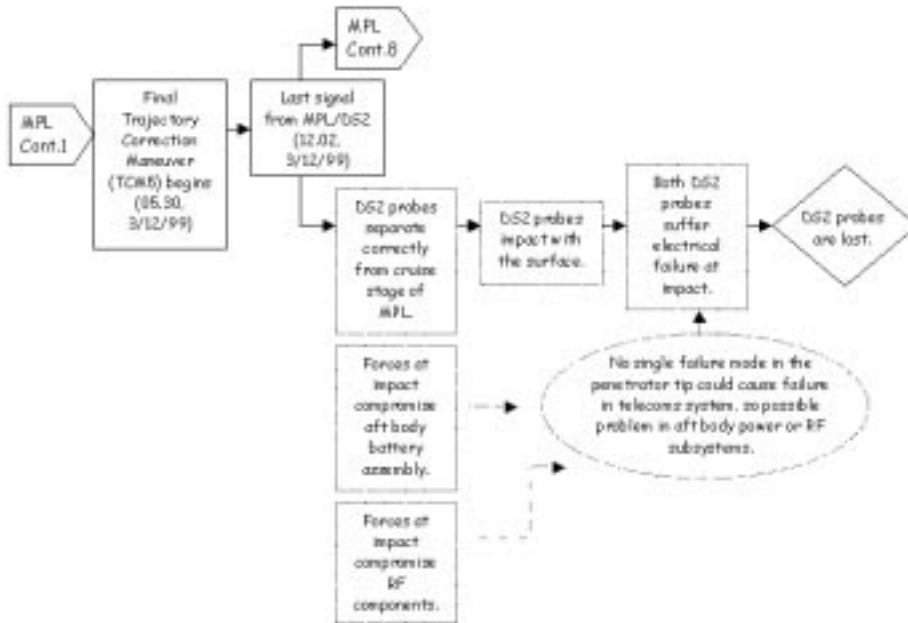 MPL
Cont.B
MPL
Cont.1
Final
Trajectory
Correction
Maneuver
(TCM5) begins
(05.30,
3/12/99)
Last signal
from MPL/DS2
(12.02,
3/12/99)
DS2 probes
separate correctly
from cruise
stage of
MPL.
DS2 probes
impact with
the surface.
Both DS2
probes
suffer
electrical
failure at
impact.
DS2 probes
are lost.
Forces at
impact
compromise
aft body
battery
assembly.
No single failure mode in the
penetrator tip could cause failure
in telecoms system, so possible
problem in aft body power or RF
subsystems.
Forces at
impact
compromise
RF
components.